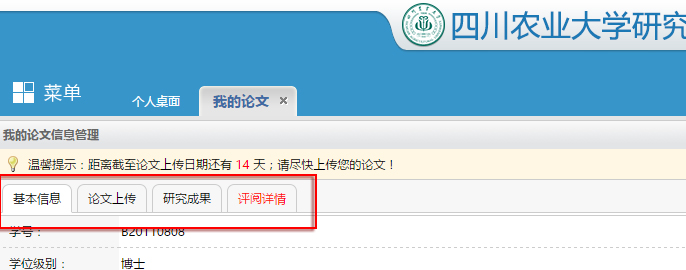 四川农业大学研究
菜单
个人桌面
我的论文
我的论文信息管理
温馨提示：距离截至论文上传日期还有 14 天；请尽快上传您的论文！
基本信息 论文上传 研究成果 评阅详情
学号： B20110808
学位级别： 博士